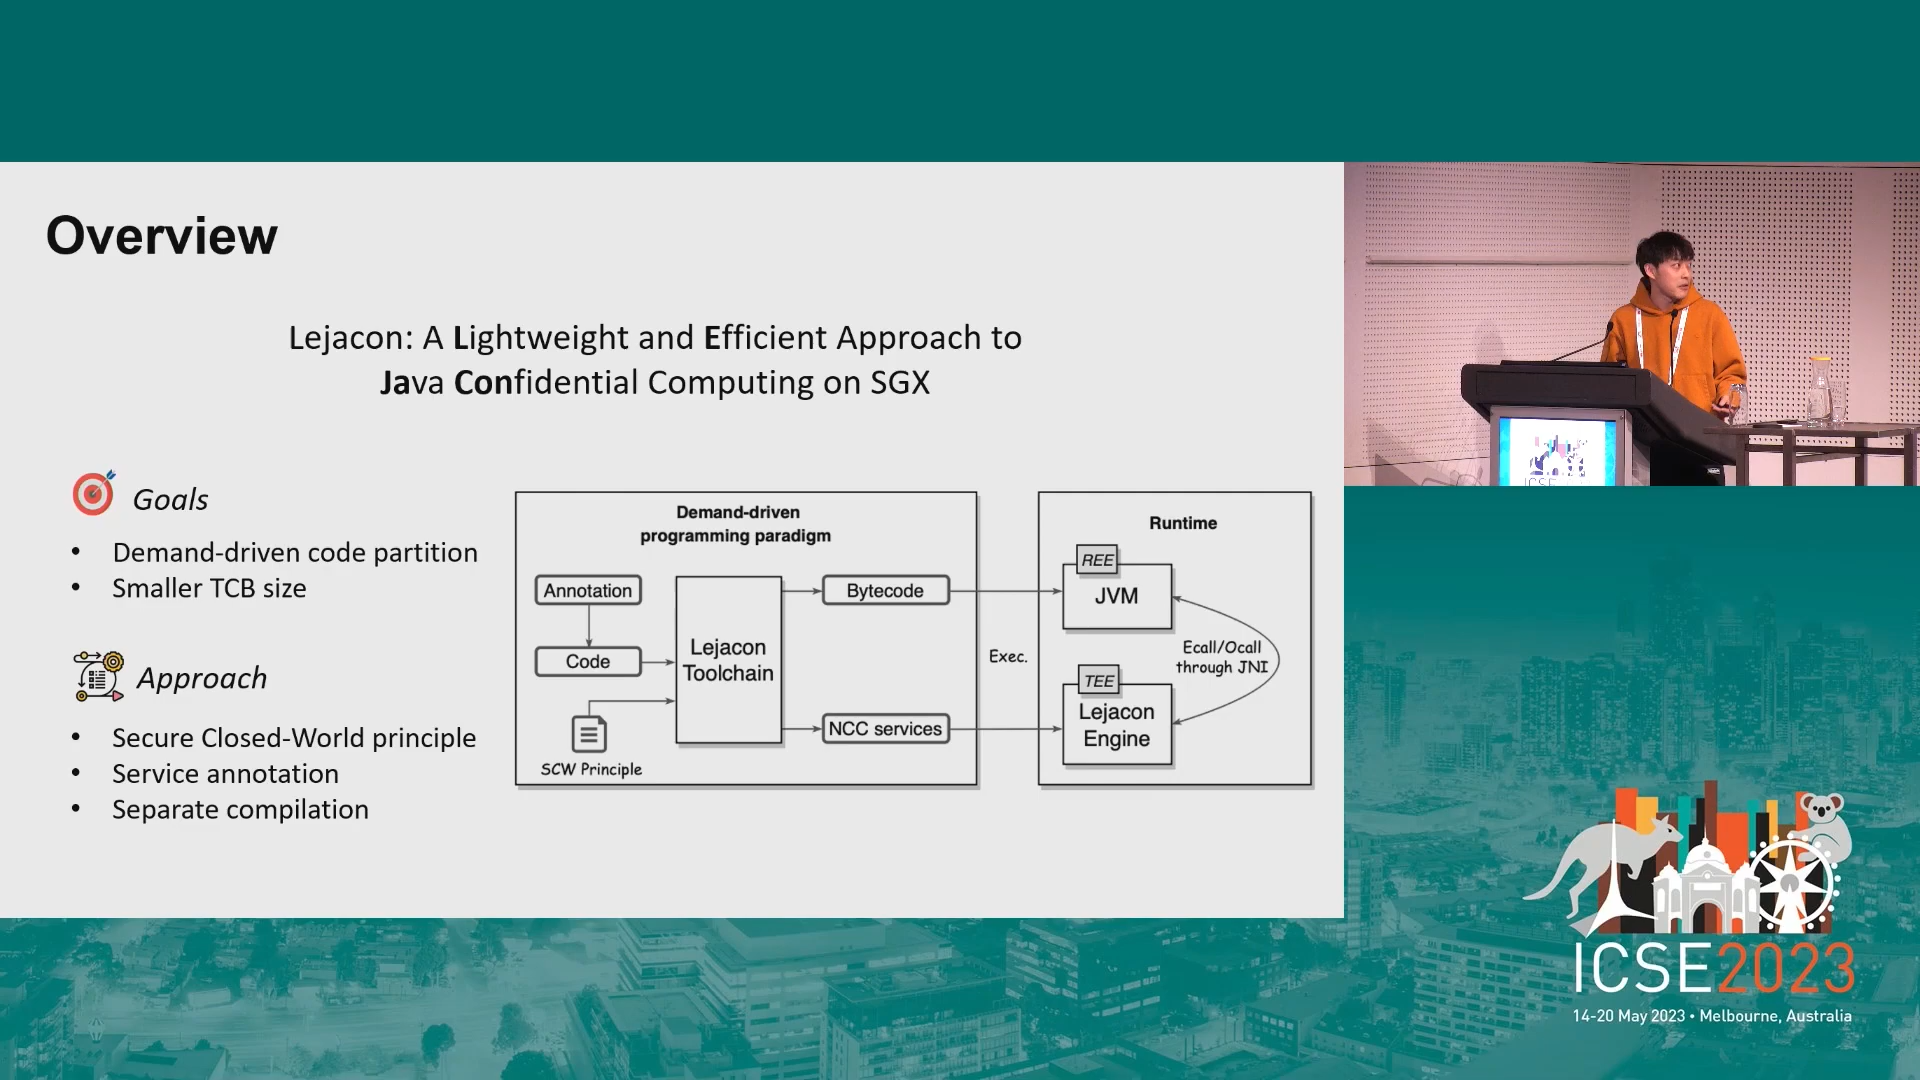 Overview
Lejacon: A Lightweight and Efficient Approach to
Java Confidential Computing on SGX
Goals
• Demand-driven code partition
• Smaller TCB size
Approach
• Secure Closed-World principle
• Service annotation
• Separate compilation
Demand-driven
programming paradigm
Annotation
Code
SCW Principle
Lejacon
Toolchain
Bytecode
NCC services
Exec.
Runtime
REE
JVM
Ecall/Ocall
through JNI
TEE
Lejacon
Engine
ICSE
ICSE2023
14-20 May 2023 • Melbourne, Australia